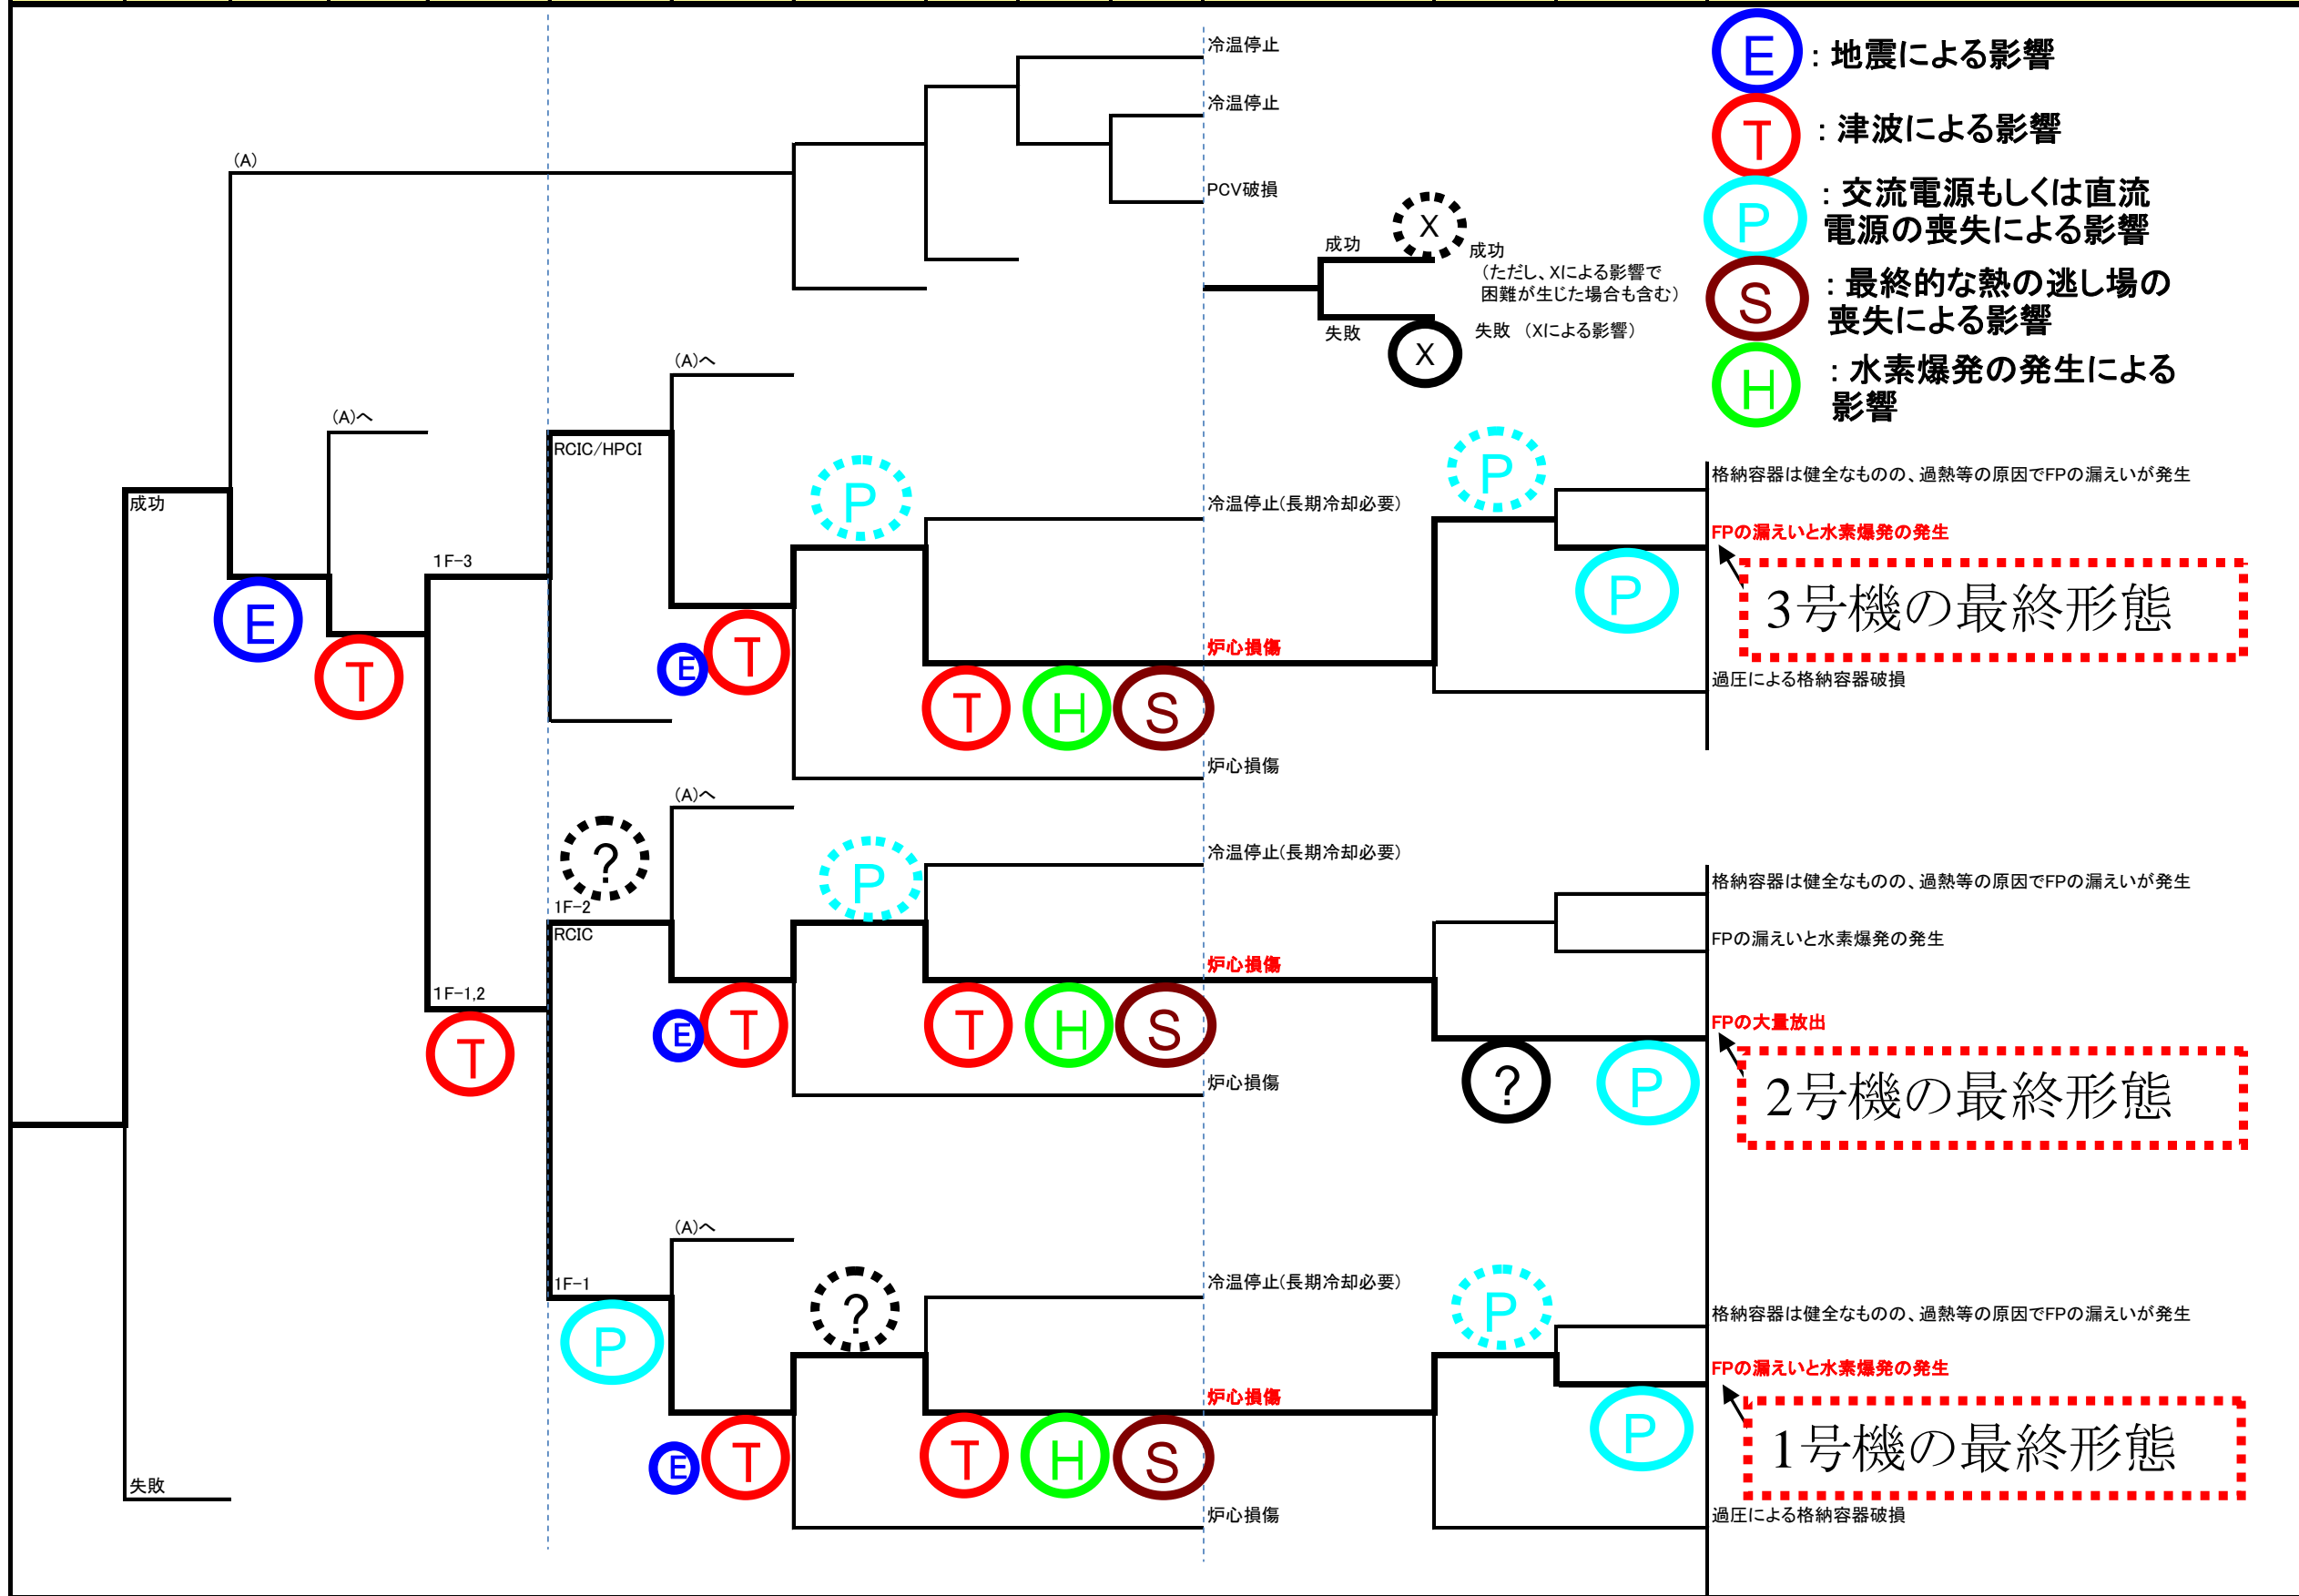 冷温停止
冷温停止
PCV破損
(A)
E
：地震による影響
T
：津波による影響
P
：交流電源もしくは直流
電源の喪失による影響
S
：最終的な熱の逃し場の
喪失による影響
H
：水素爆発の発生による
影響
X
成功
成功
（ただし、Xによる影響で
困難が生じた場合も含む）
失敗
失敗 （Xによる影響）
X
(A)へ
(A)へ
RCIC/HPCI
成功
1F-3
E
T
P
E
T
冷温停止(長期冷却必要)
炉心損傷
T
H
S
炉心損傷
P
格納容器は健全なものの、過熱等の原因でFPの漏えいが発生
FPの漏えいと水素爆発の発生
P
3号機の最終形態
過圧による格納容器破損
(A)へ
?
1F-2
RCIC
P
1F-1,2
T
E
T
冷温停止(長期冷却必要)
炉心損傷
T
H
S
炉心損傷
格納容器は健全なものの、過熱等の原因でFPの漏えいが発生
FPの漏えいと水素爆発の発生
FPの大量放出
?
P
2号機の最終形態
(A)へ
1F-1
P
?
E
T
冷温停止(長期冷却必要)
炉心損傷
T
H
S
炉心損傷
P
格納容器は健全なものの、過熱等の原因でFPの漏えいが発生
FPの漏えいと水素爆発の発生
P
1号機の最終形態
過圧による格納容器破損
失敗